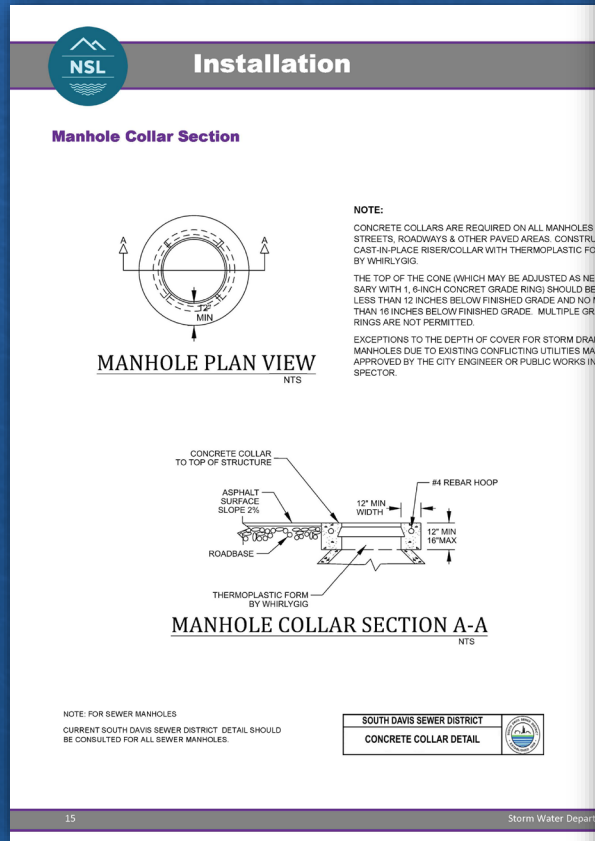 NSL
Installation
Manhole Collar Section
NOTE:
CONCRETE COLLARS ARE REQUIRED ON ALL MANHOLES
STREETS, ROADWAYS & OTHER PAVED AREAS. CONSTRU
CAST-IN-PLACE RISER/COLLAR WITH THERMOPLASTIC FO
BY WHIRLYGIG.
THE TOP OF THE CONE (WHICH MAY BE ADJUSTED AS NE
SARY WITH 1, 6-INCH CONCRET GRADE RING) SHOULD BE
LESS THAN 12 INCHES BELOW FINISHED GRADE AND NO
THAN 16 INCHES BELOW FINISHED GRADE. MULTIPLE GR
RINGS ARE NOT PERMITTED.
EXCEPTIONS TO THE DEPTH OF COVER FOR STORM DRA
MANHOLES DUE TO EXISTING CONFLICTING UTILITIES MA
APPROVED BY THE CITY ENGINEER OR PUBLIC WORKS IN
SPECTOR.
A
A
12"
MIN
MANHOLE PLAN VIEW
NTS
CONCRETE COLLAR
TO TOP OF STRUCTURE
#4 REBAR HOOP
ASPHALT
SURFACE
SLOPE 2%
12" MIN
WIDTH
12" MIN
16"MAX
ROADBASE
THERMOPLASTIC FORM
BY WHIRLYGIG
MANHOLE COLLAR SECTION A-A
NTS
NOTE: FOR SEWER MANHOLES
CURRENT SOUTH DAVIS SEWER DISTRICT DETAIL SHOULD
BE CONSULTED FOR ALL SEWER MANHOLES.
SOUTH DAVIS SEWER DISTRICT
CONCRETE COLLAR DETAIL
15
Storm Water Depart